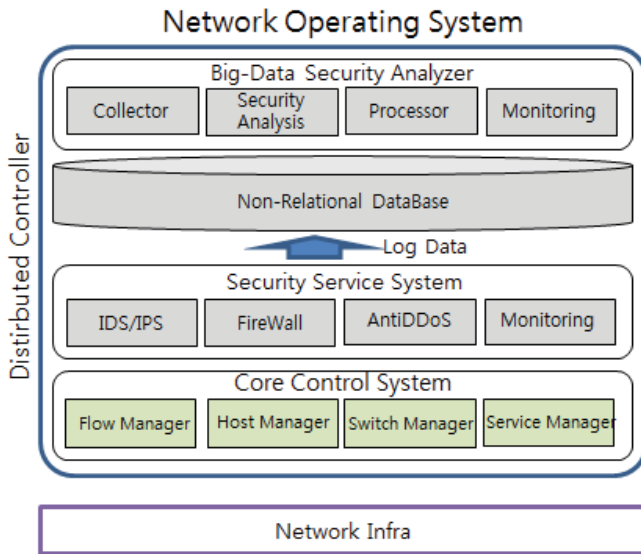 Network Operating System
Big-Data Security Analyzer
Collector
Security
Analysis
Processor
Monitoring
Non-Relational DataBase
Log Data
Distirbuted Controller
Security Service System
IDS/IPS
FireWall
AntiDDoS
Monitoring
Core Control System
Flow Manager
Host Manager
Switch Manager
Service Manager
Network Infra